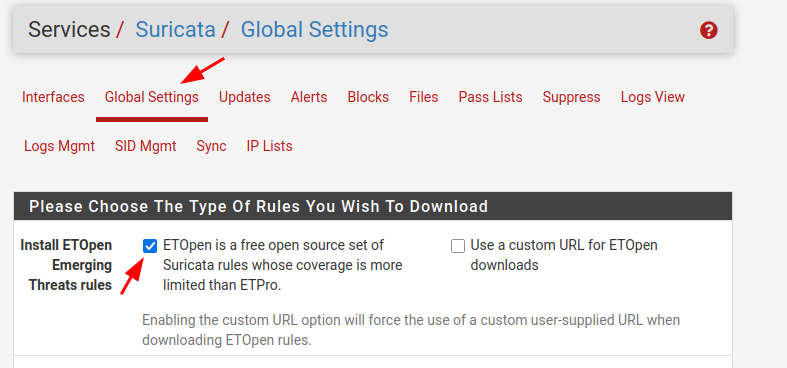 Services / Suricata / Global Settings ?
Interfaces Global Settings Updates Alerts Blocks Files Pass Lists Suppress Logs View
Logs Mgmt SID Mgmt Sync IP Lists
Please Choose The Type Of Rules You Wish To Download
Install ETOpen
Emerging
Threats rules
ETOpen is a free open source set of
Suricata rules whose coverage is more
limited than ETPro.
Use a custom URL for ETOpen
downloads
Enabling the custom URL option will force the use of a custom user-supplied URL when
downloading ETOpen rules.